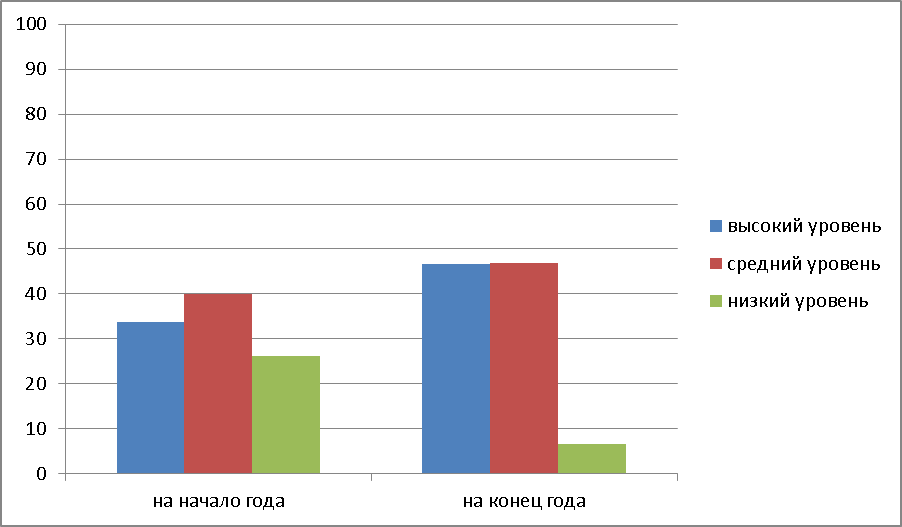 100
90
80
70
60
50
40
30
20
10
0
на начало года
на конец года
высокий уровень
средний уровень
низкий уровень